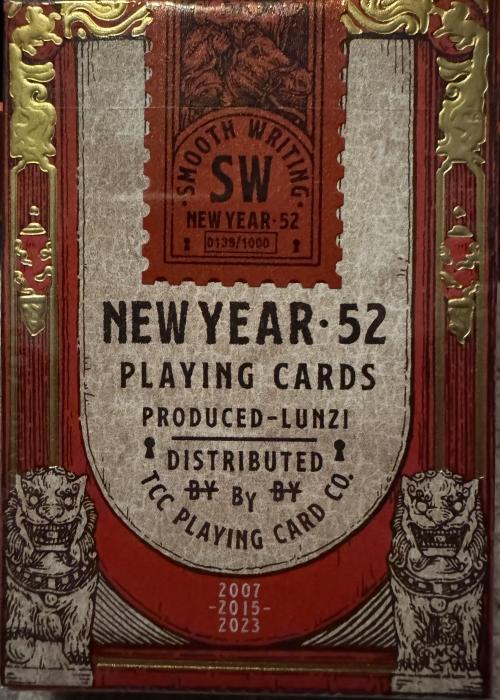 SMOOTH WRITING
SW
NEW YEAR·52
0139/1000
NEW YEAR·52
PLAYING CARDS
PRODUCED-LUNZI
DISTRIBUTED
BY BY BY
TCC PLAYING CARD CO.
2007
-2015-
2023